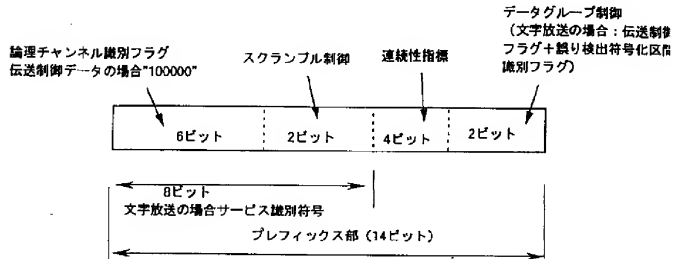 論理チャンネル識別フラグ
伝送制御データの場合"100000"
スクランブル制御
連続性指標
データグループ制御
(文字放送の場合:伝送制御
フラグ+誤り検出符号化区間
識別フラグ)
6ビット
2ビット
4ビット
2ビット
8ビット
文字放送の場合サービス識別符号
プレフィックス部(14ビット)